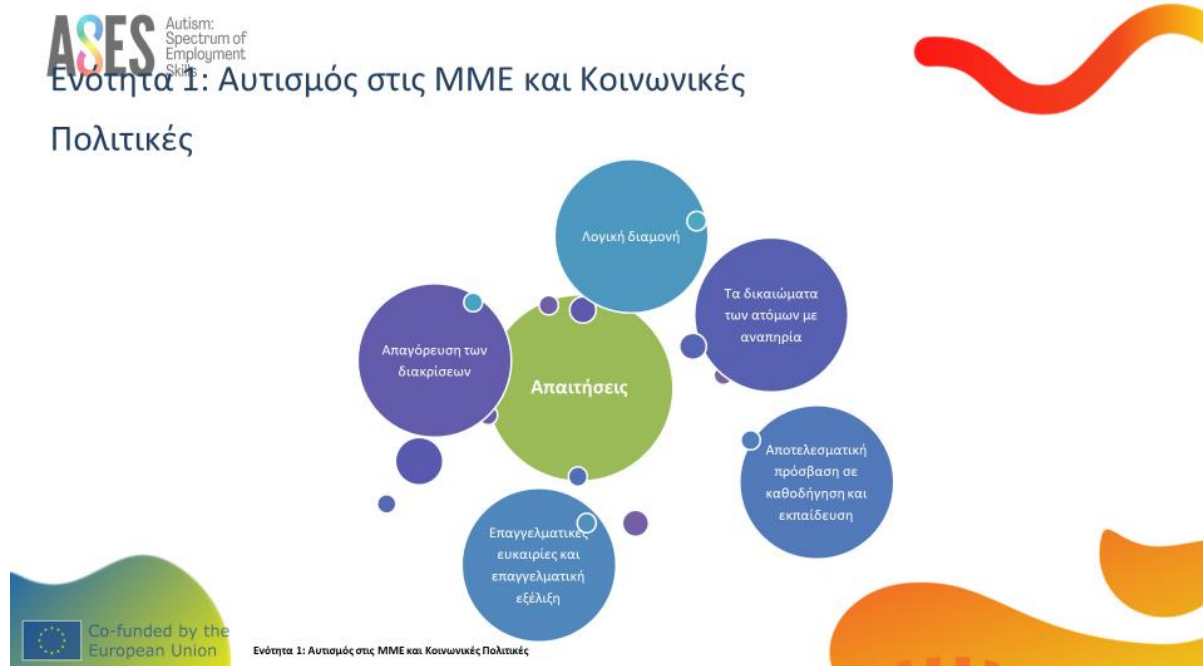 ASES
Autism:
Spectrum of
Employment
Skills
Ενότητα 1: Αυτισμός στις ΜΜΕ και Κοινωνικές
Πολιτικές
Λογική διαμονή
Τα δικαιώματα
των ατόμων με
αναπηρία
Απαγόρευση των
διακρίσεων
Απαιτήσεις
Αποτελεσματική
πρόσβαση σε
καθοδήγηση και
εκπαίδευση
Επαγγελματικές
ευκαιρίες και
επαγγελματική
εξέλιξη
Co-funded by the
European Union
Ενότητα 1: Αυτισμός στις ΜΜΕ και Κοινωνικές Πολιτικές